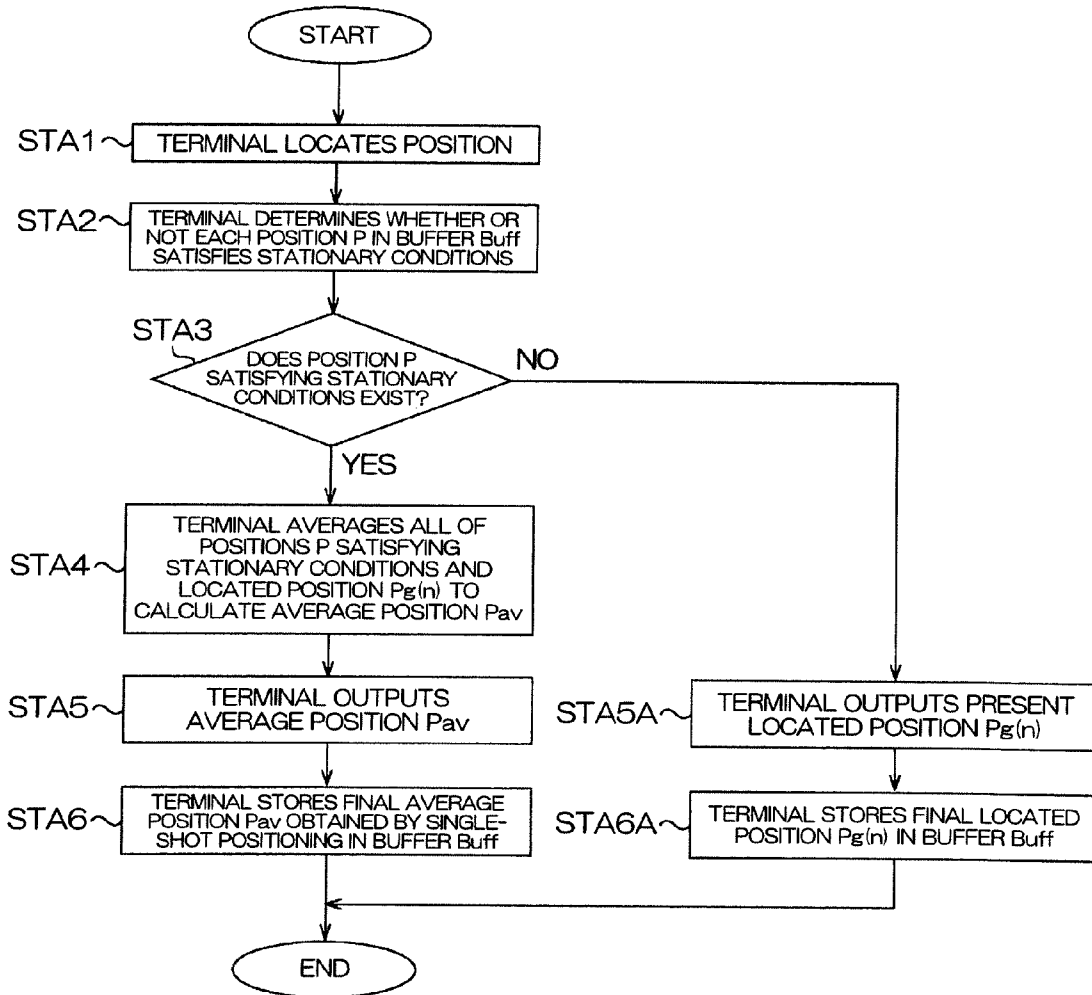 START
STA1
TERMINAL LOCATES POSITION
STA2
TERMINAL DETERMINES WHETHER OR
NOT EACH POSITION P IN BUFFER Buff
SATISFIES STATIONARY CONDITIONS
STA3
DOES POSITION P
SATISFYING STATIONARY
CONDITIONS EXIST?
NO
YES
STA4
TERMINAL AVERAGES ALL OF
POSITIONS P SATISFYING
STATIONARY CONDITIONS AND
LOCATED POSITION Pg(n) TO
CALCULATE AVERAGE POSITION Pav
STA5
TERMINAL OUTPUTS
AVERAGE POSITION Pav
STA5A
TERMINAL OUTPUTS PRESENT
LOCATED POSITION Pg(n)
STA6
TERMINAL STORES FINAL AVERAGE
POSITION Pav OBTAINED BY SINGLE-
SHOT POSITIONING IN BUFFER Buff
STA6A
TERMINAL STORES FINAL LOCATED
POSITION Pg(n) IN BUFFER Buff
END